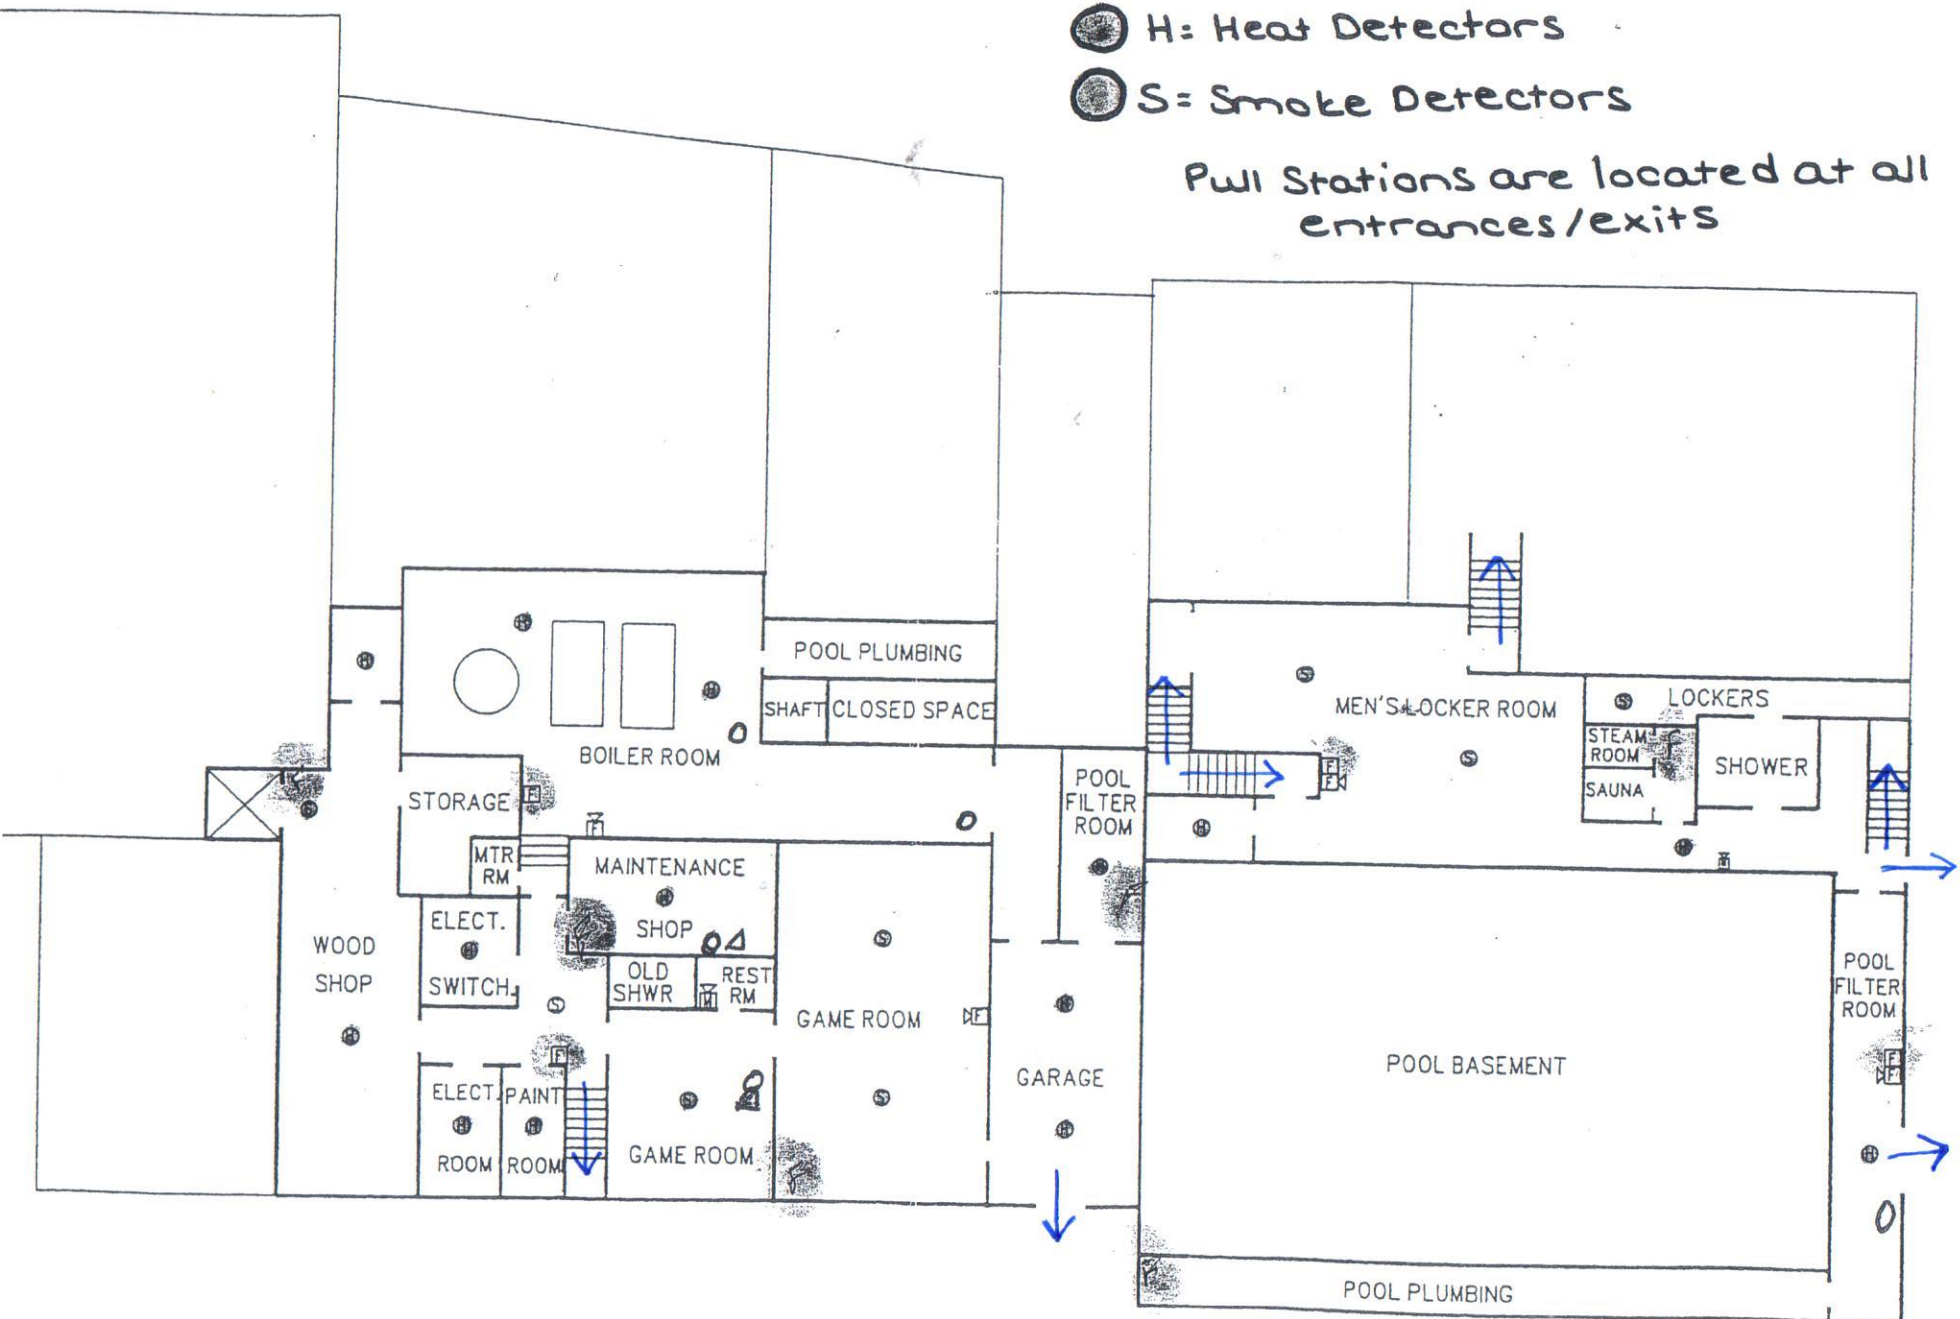 H= Heat Detectors
S= Smoke Detectors
Pull Stations are located at all
entrances/exits
H
H
H
POOL PLUMBING
SHAFT
CLOSED SPACE
BOILER ROOM
STORAGE
F
F
S
MTR
RM
MAINTENANCE
H
SHOP
ELECT.
H
SWITCH.
WOOD
SHOP
H
OLD
SHWR
REST
RM
M
S
F
ELECT.
H
ROOM
PAINT
H
ROOM
S
GAME ROOM
S
GAME ROOM
F
S
POOL
FILTER
ROOM
H
H
GARAGE
H
S
MEN'S LOCKER ROOM
S
F
F
H
S
LOCKERS
STEAM
ROOM
SAUNA
SHOWER
H
M
POOL BASEMENT
POOL
FILTER
ROOM
F
F
H
POOL PLUMBING